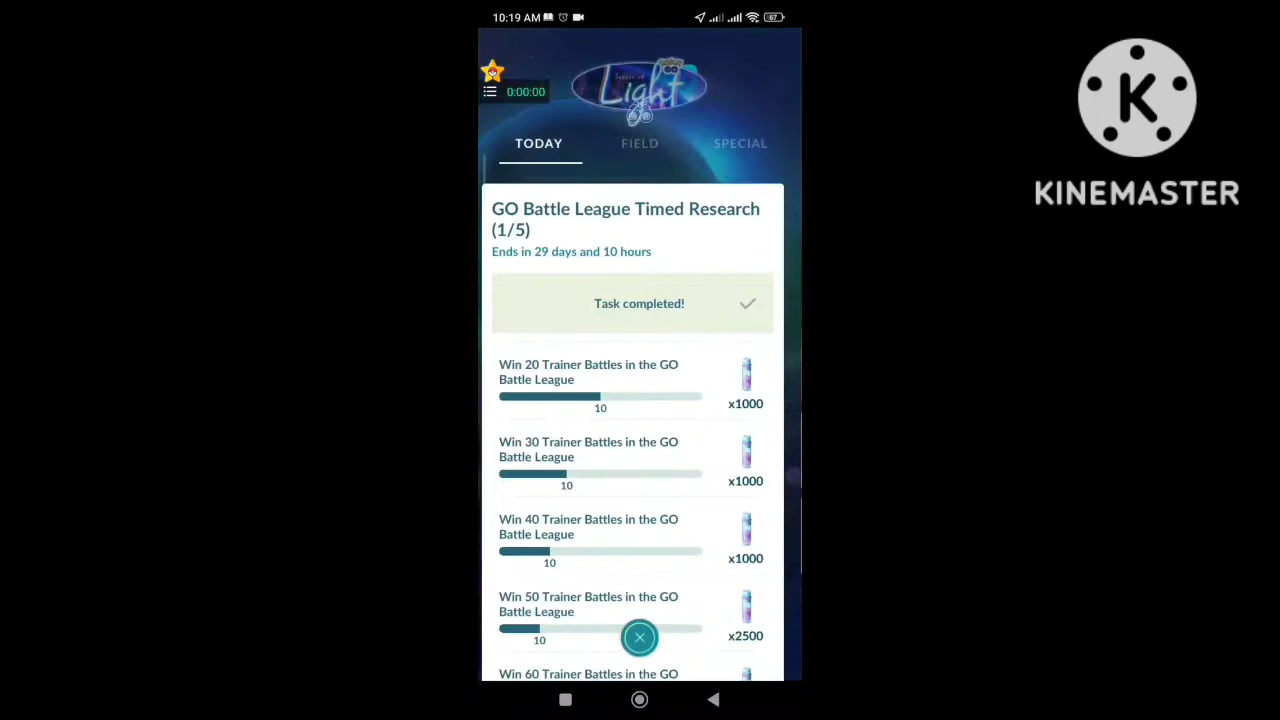 10:19 AM
67
0:00:00
Season of
Light
TODAY
FIELD
SPECIAL
GO Battle League Timed Research
(1/5)
Ends in 29 days and 10 hours
Task completed!
Win 20 Trainer Battles in the GO
Battle League
10
x1000
Win 30 Trainer Battles in the GO
Battle League
10
x1000
Win 40 Trainer Battles in the GO
Battle League
10
x1000
Win 50 Trainer Battles in the GO
Battle League
10
x2500
Win 60 Trainer Battles in the GO
K
KINEMASTER